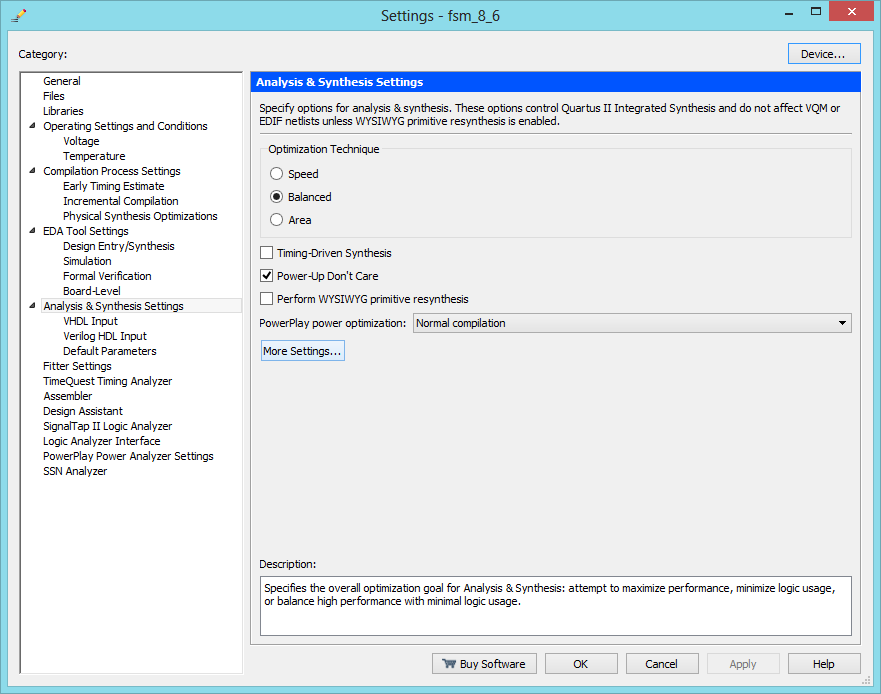 Settings - fsm_8_6
Category:
Device...
General
Files
Libraries
Operating Settings and Conditions
Voltage
Temperature
Compilation Process Settings
Early Timing Estimate
Incremental Compilation
Physical Synthesis Optimizations
EDA Tool Settings
Design Entry/Synthesis
Simulation
Formal Verification
Board-Level
Analysis & Synthesis Settings
VHDL Input
Verilog HDL Input
Default Parameters
Fitter Settings
TimeQuest Timing Analyzer
Assembler
Design Assistant
SignalTap II Logic Analyzer
Logic Analyzer Interface
PowerPlay Power Analyzer Settings
SSN Analyzer
Analysis & Synthesis Settings
Specify options for analysis & synthesis. These options control Quartus II Integrated Synthesis and do not affect VQM or
EDIF netlists unless WYSIWYG primitive resynthesis is enabled.
Optimization Technique
Speed
Balanced
Area
Timing-Driven Synthesis
Power-Up Don't Care
Perform WYSIWYG primitive resynthesis
PowerPlay power optimization: Normal compilation
More Settings...
Description:
Specifies the overall optimization goal for Analysis & Synthesis: attempt to maximize performance, minimize logic usage,
or balance high performance with minimal logic usage.
Buy Software OK Cancel Apply Help